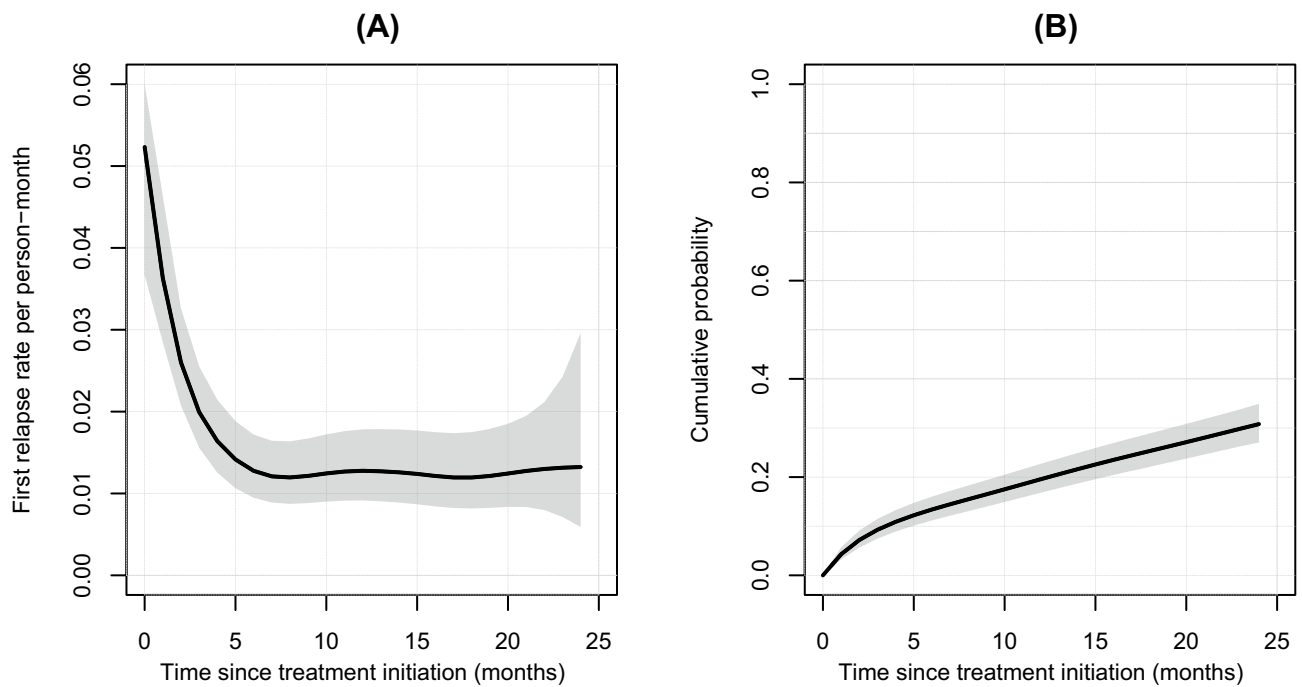 (A)
First relapse rate per person−month
0.06
0.05
0.04
0.03
0.02
0.01
0.00
0 5 10 15 20 25
Time since treatment initiation (months)
(B)
Cumulative probability
1.0
0.8
0.6
0.4
0.2
0.0
0 5 10 15 20 25
Time since treatment initiation (months)